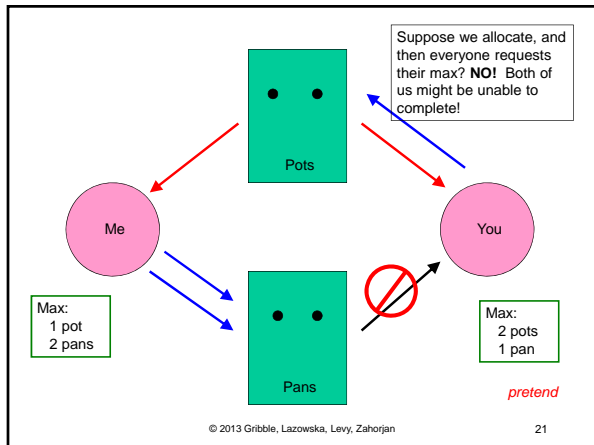 Suppose we allocate, and
then everyone requests
their max? NO!  Both of
us might be unable to
complete!
Pots
Me
You
Max:
1 pot
2 pans
Max:
2 pots
1 pan
Pans
pretend
© 2013 Gribble, Lazowska, Levy, Zahorjan
21